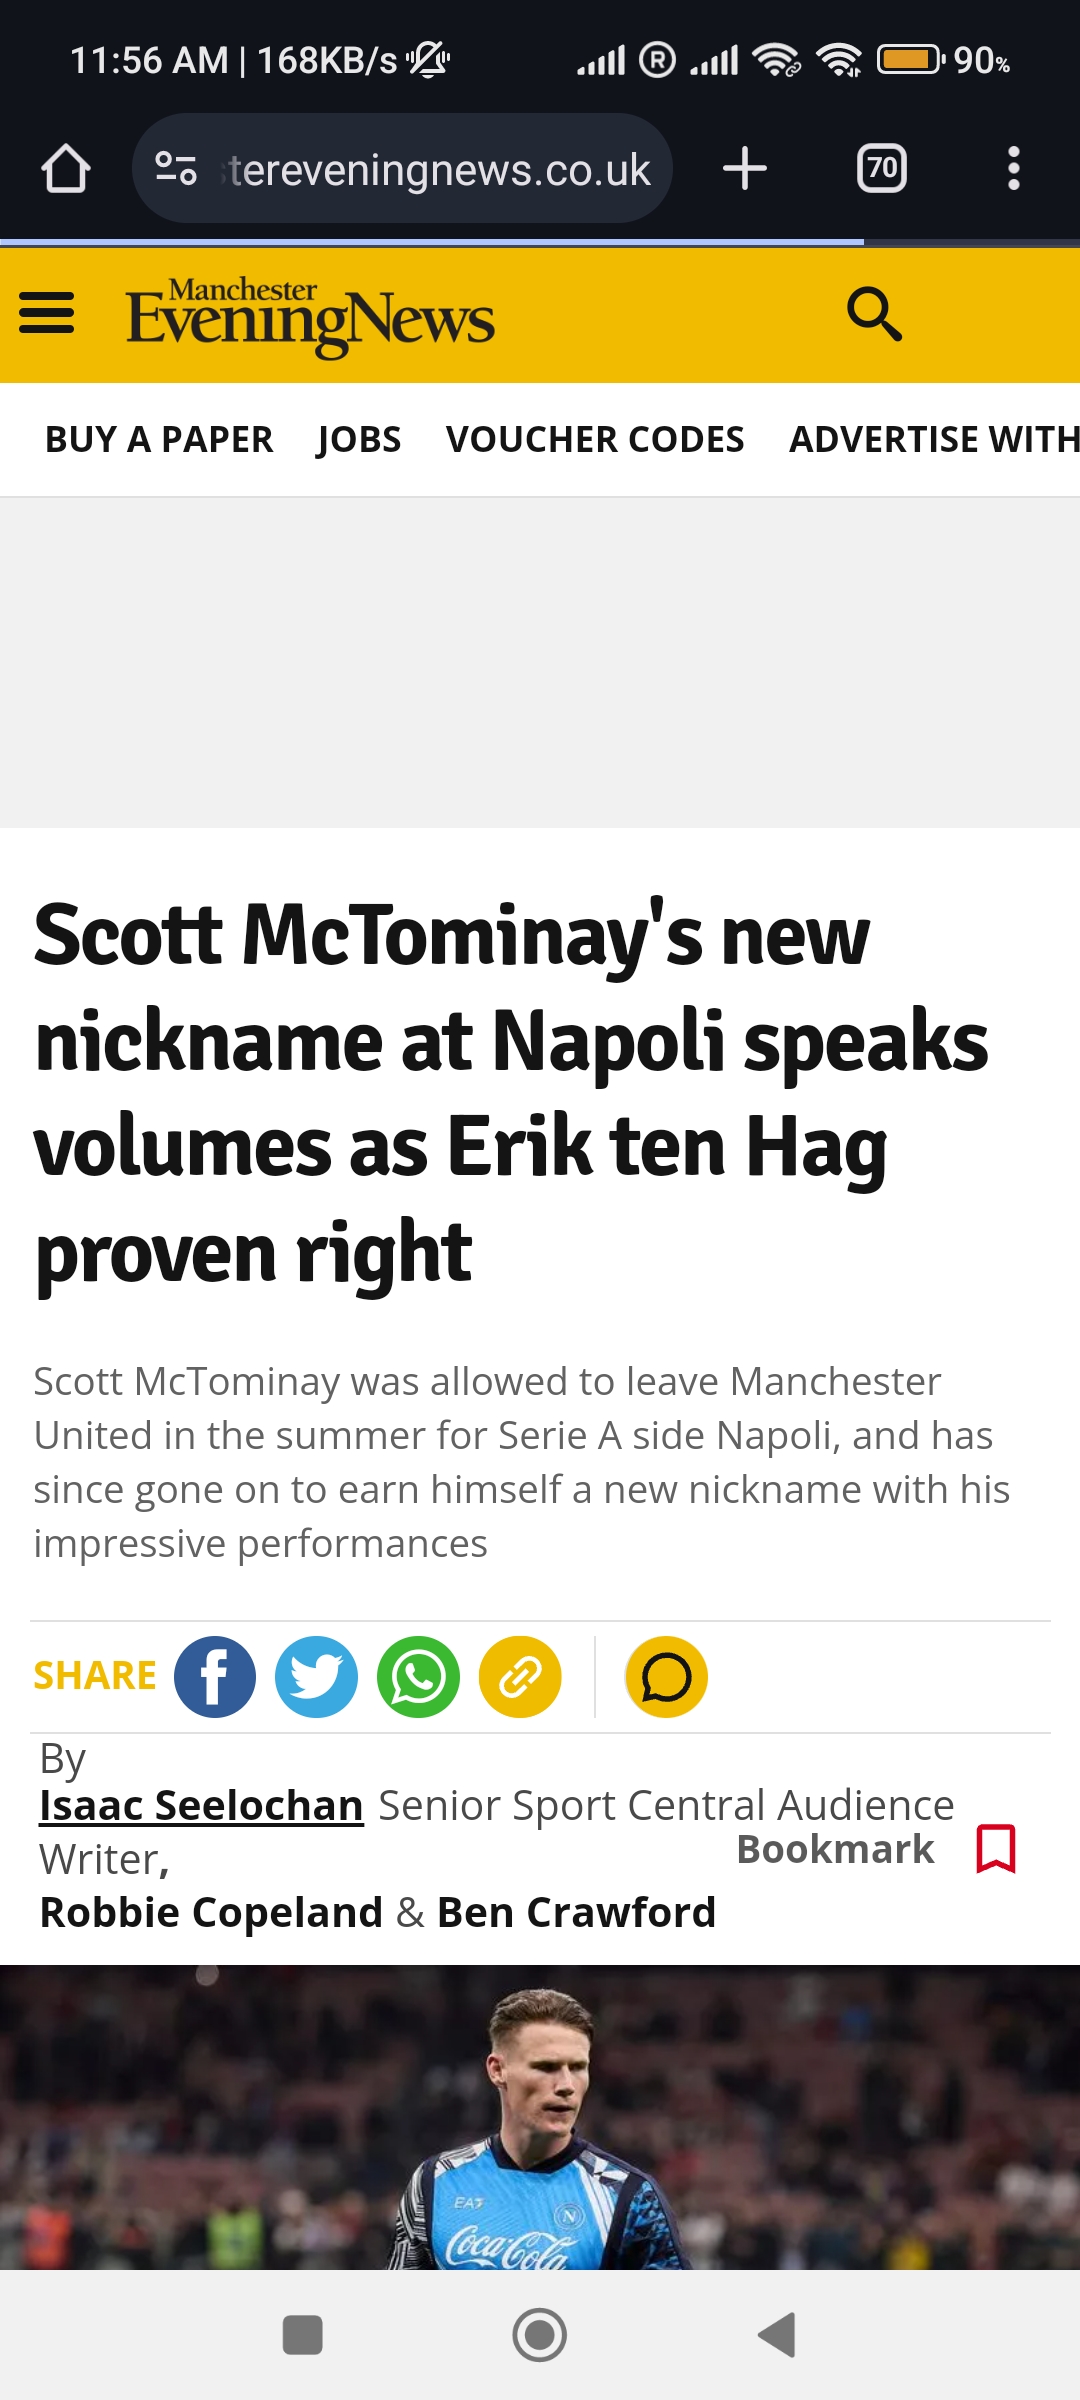 11:56 AM | 168KB/s
R
90%
tereveningnews.co.uk
70
Manchester
EveningNews
BUY A PAPER JOBS VOUCHER CODES ADVERTISE WITH
Scott McTominay's new
nickname at Napoli speaks
volumes as Erik ten Hag
proven right
Scott McTominay was allowed to leave Manchester
United in the summer for Serie A side Napoli, and has
since gone on to earn himself a new nickname with his
impressive performances
SHARE
By
Isaac Seelochan Senior Sport Central Audience
Writer,
Bookmark
Robbie Copeland & Ben Crawford
EA7
N
Coca-Cola